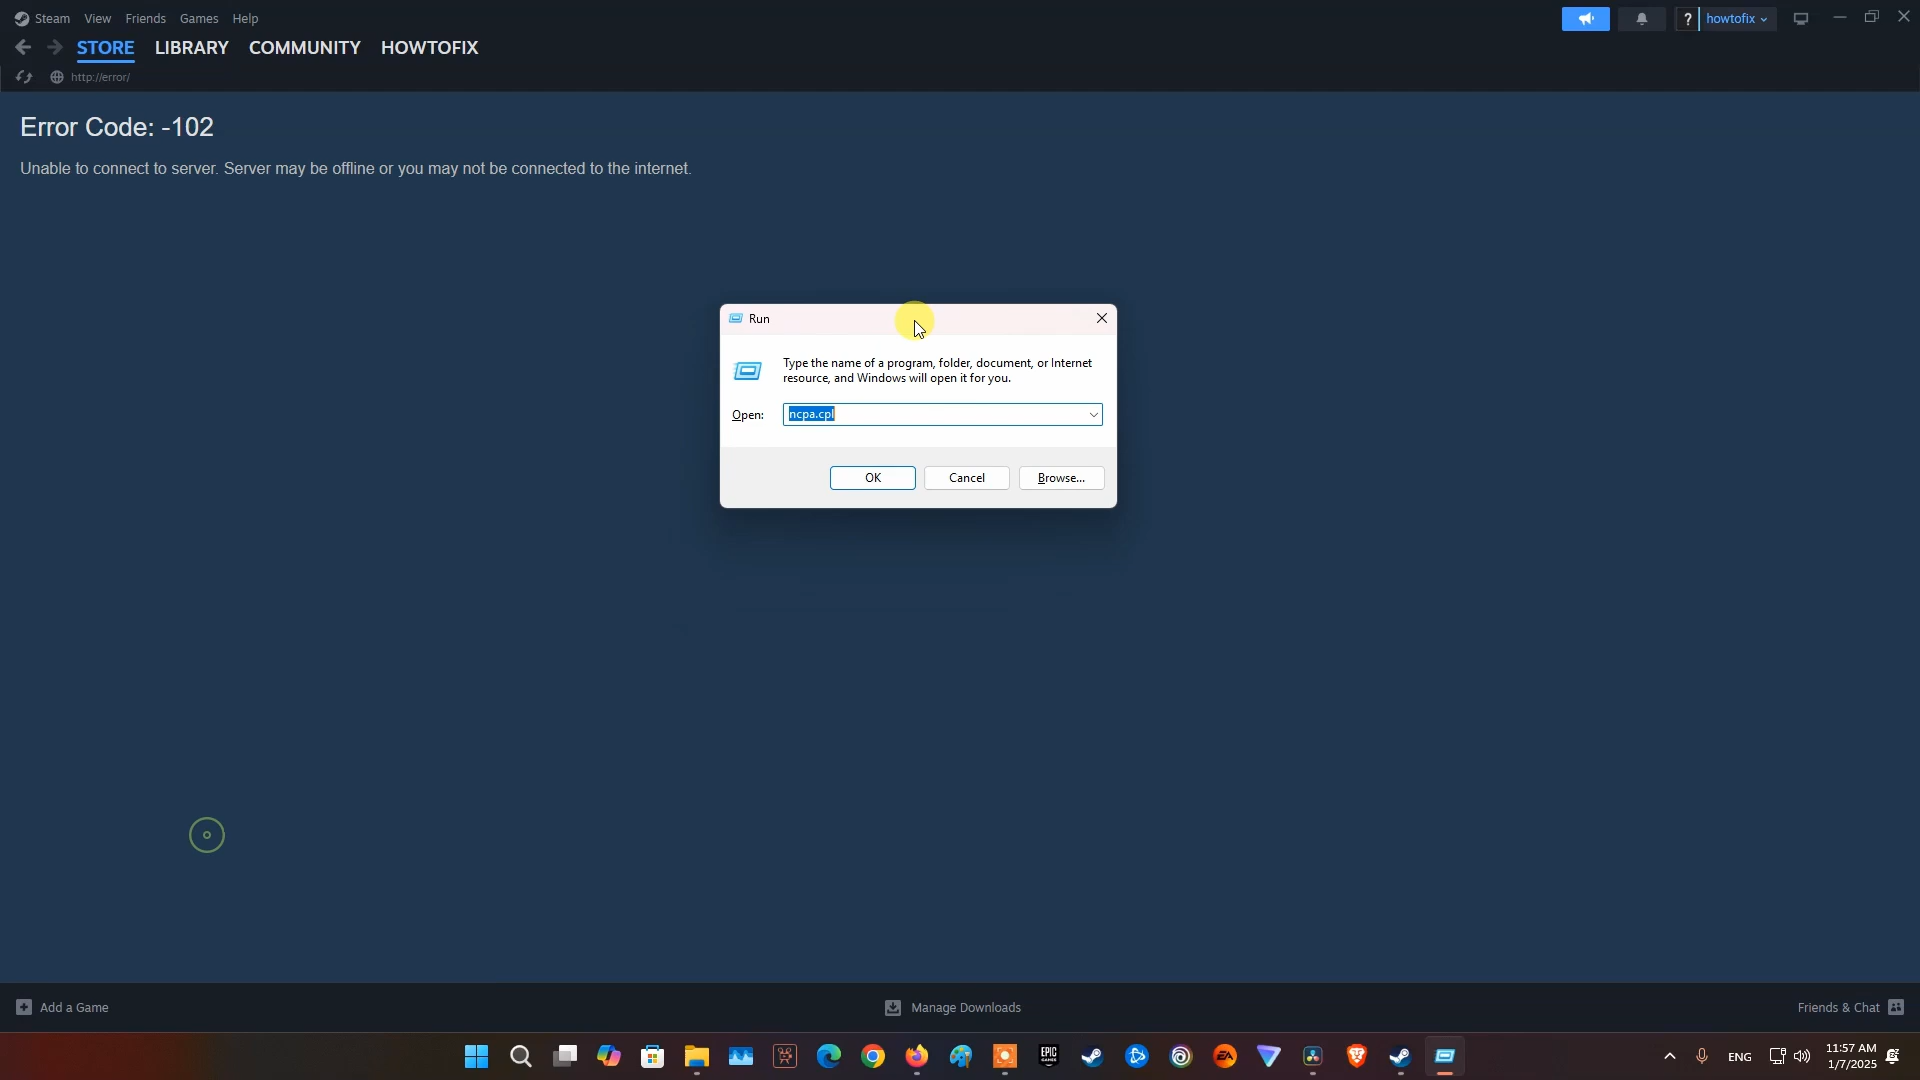 Steam View Friends Games Help
? howtofix
STORE LIBRARY COMMUNITY HOWTOFIX
http://error/
Error Code: -102
Unable to connect to server. Server may be offline or you may not be connected to the internet.
Run
Type the name of a program, folder, document, or Internet
resource, and Windows will open it for you.
Open: ncpa.cpl
OK Cancel Browse...
Add a Game
Manage Downloads
Friends & Chat
EPIC
GAMES
EA
ENG
11:57 AM
1/7/2025